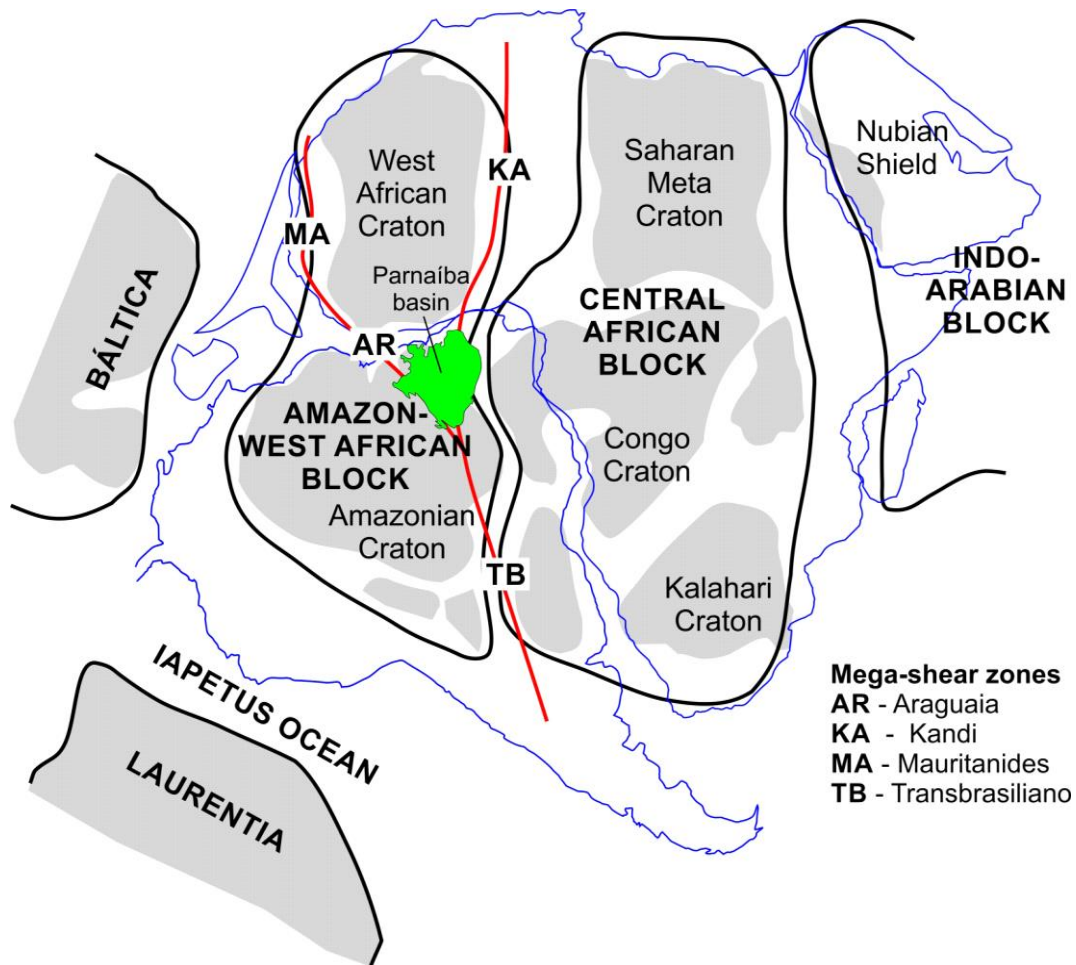 West
African
Craton
KA
Saharan
Meta
Craton
Nubian
Shield
MA
Parnaíba
basin
INDO-
ARABIAN
BLOCK
BÁLTICA
CENTRAL
AFRICAN
BLOCK
AR
AMAZON-
WEST AFRICAN
BLOCK
Congo
Craton
Amazonian
Craton
TB
Kalahari
Craton
IAPETUS OCEAN
LAURENTIA
Mega-shear zones
AR - Araguaia
KA - Kandi
MA - Mauritanides
TB - Transbrasiliano